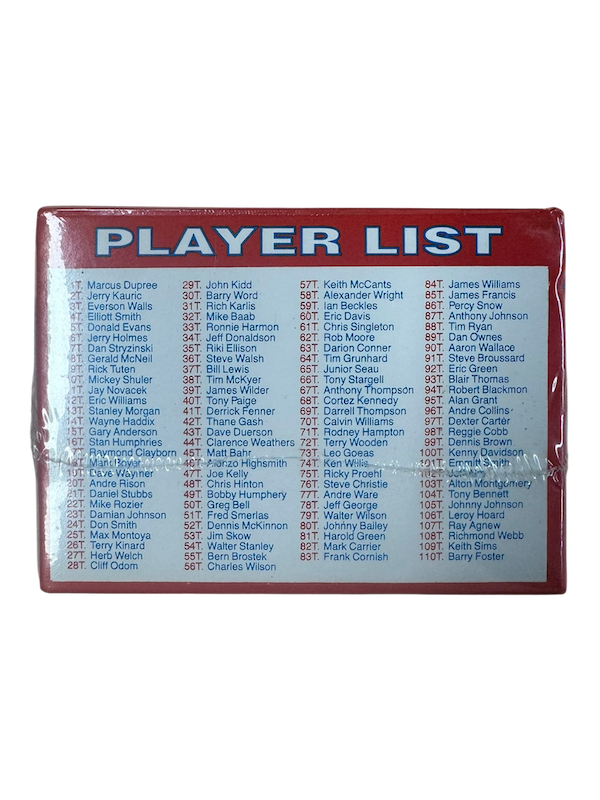 PLAYER LIST
1T. Marcus Dupree
2T. Jerry Kauric
3T. Everson Walls
4T. Elliott Smith
5T. Donald Evans
6T. Jerry Holmes
7T. Dan Stryzinski
8T. Gerald McNeil
9T. Rick Tuten
10T. Mickey Shuler
11T. Jay Novacek
12T. Eric Williams
13T. Stanley Morgan
14T. Wayne Haddix
15T. Gary Anderson
16T. Stan Humphries
Raymond Clayborn
18T. Mark Boyer
19T. Dave Waymer
20T. Andre Rison
21T. Daniel Stubbs
22T. Mike Rozier
23T. Damian Johnson
24T. Don Smith
25T. Max Montoya
26T. Terry Kinard
27T. Herb Welch
28T. Cliff Odom
29T. John Kidd
30T. Barry Word
31T. Rich Karlis
32T. Mike Baab
33T. Ronnie Harmon
34T. Jeff Donaldson
35T. Riki Ellison
36T. Steve Walsh
37T. Bill Lewis
38T. Tim McKyer
39T. James Wilder
40T. Tony Paige
41T. Derrick Fenner
42T. Thane Gash
43T. Dave Duerson
44T. Clarence Weathers
45T. Matt Bahr
46T. Alonzo Highsmith
47T. Joe Kelly
48T. Chris Hinton
49T. Bobby Humphery
50T. Greg Bell
51T. Fred Smerlas
52T. Dennis McKinnon
53T. Jim Skow
54T. Walter Stanley
55T. Bern Brostek
56T. Charles Wilson
57T. Keith McCants
58T. Alexander Wright
59T. Ian Beckles
60T. Eric Davis
61T. Chris Singleton
62T. Rob Moore
63T. Darion Conner
64T. Tim Grunhard
65T. Junior Seau
66T. Tony Stargell
67T. Anthony Thompson
68T. Cortez Kennedy
69T. Darrell Thompson
70T. Calvin Williams
71T. Rodney Hampton
72T. Terry Wooden
73T. Leo Goeas
74T. Ken Willis
75T. Ricky Proehl
76T. Steve Christie
77T. Andre Ware
78T. Jeff George
79T. Walter Wilson
80T. Johnny Bailey
81T. Harold Green
82T. Mark Carrier
83T. Frank Cornish
84T. James Williams
85T. James Francis
86T. Percy Snow
87T. Anthony Johnson
88T. Tim Ryan
89T. Dan Ownes
90T. Aaron Wallace
91T. Steve Broussard
92T. Eric Green
93T. Blair Thomas
94T. Robert Blackmon
95T. Alan Grant
96T. Andre Collins
97T. Dexter Carter
98T. Reggie Cobb
99T. Dennis Brown
100T. Kenny Davidson
101T. Emmitt Smith
103T. Alton Montgomery
104T. Tony Bennett
105T. Johnny Johnson
106T. Leroy Hoard
107T. Ray Agnew
108T. Richmond Webb
109T. Keith Sims
110T. Barry Foster